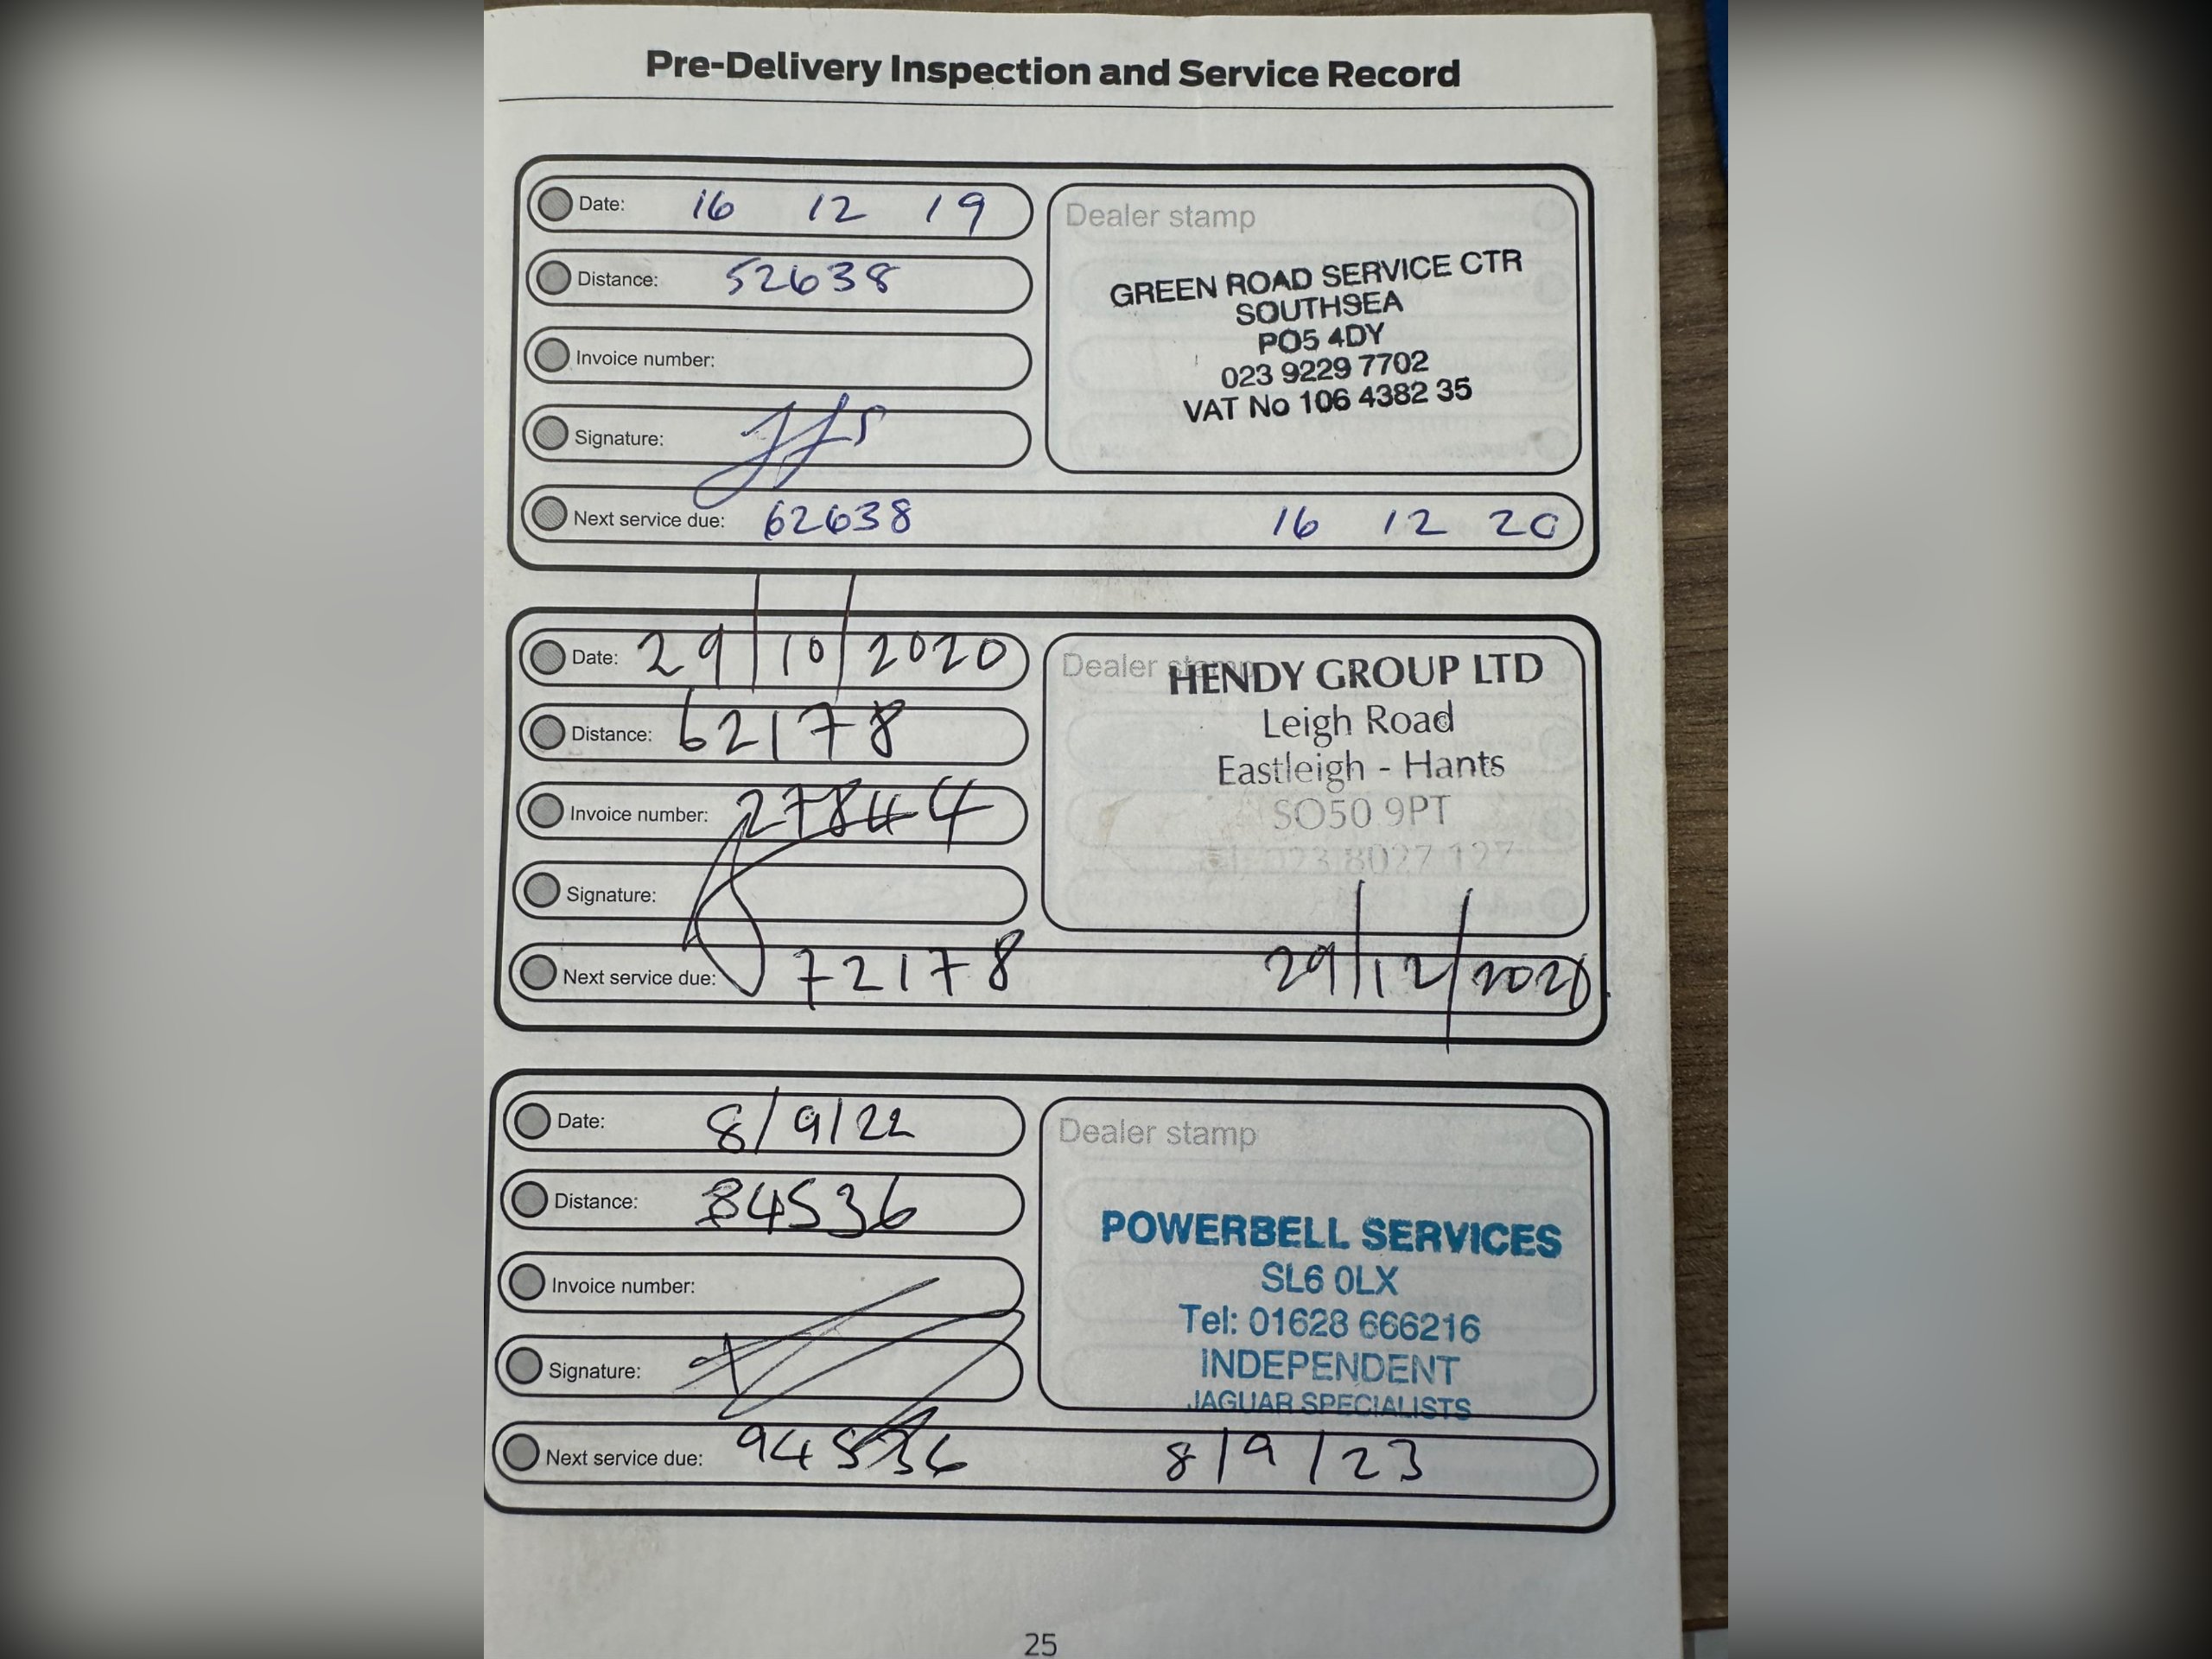 Pre-Delivery Inspection and Service Record
Date: 16 12 19
Distance: 52638
Invoice number:
Signature:
Next service due: 62638 16 12 20
Dealer stamp
GREEN ROAD SERVICE CTR
SOUTHSEA
PO5 4DY
023 9229 7702
VAT No 106 4382 35
Date: 29/10/2020
Distance: 62178
Invoice number: 27844
Signature:
Next service due: 72178 29/12/
Dealer stamp
HENDY GROUP LTD
Leigh Road
Eastleigh - Hants
SO50 9PT
023 8027 127
Date: 8/9/22
Distance: 84536
Invoice number:
Signature:
Next service due: 94536 8/9/23
Dealer stamp
POWERBELL SERVICES
SL6 0LX
Tel: 01628 666216
INDEPENDENT
JAGUAR SPECIALISTS
25